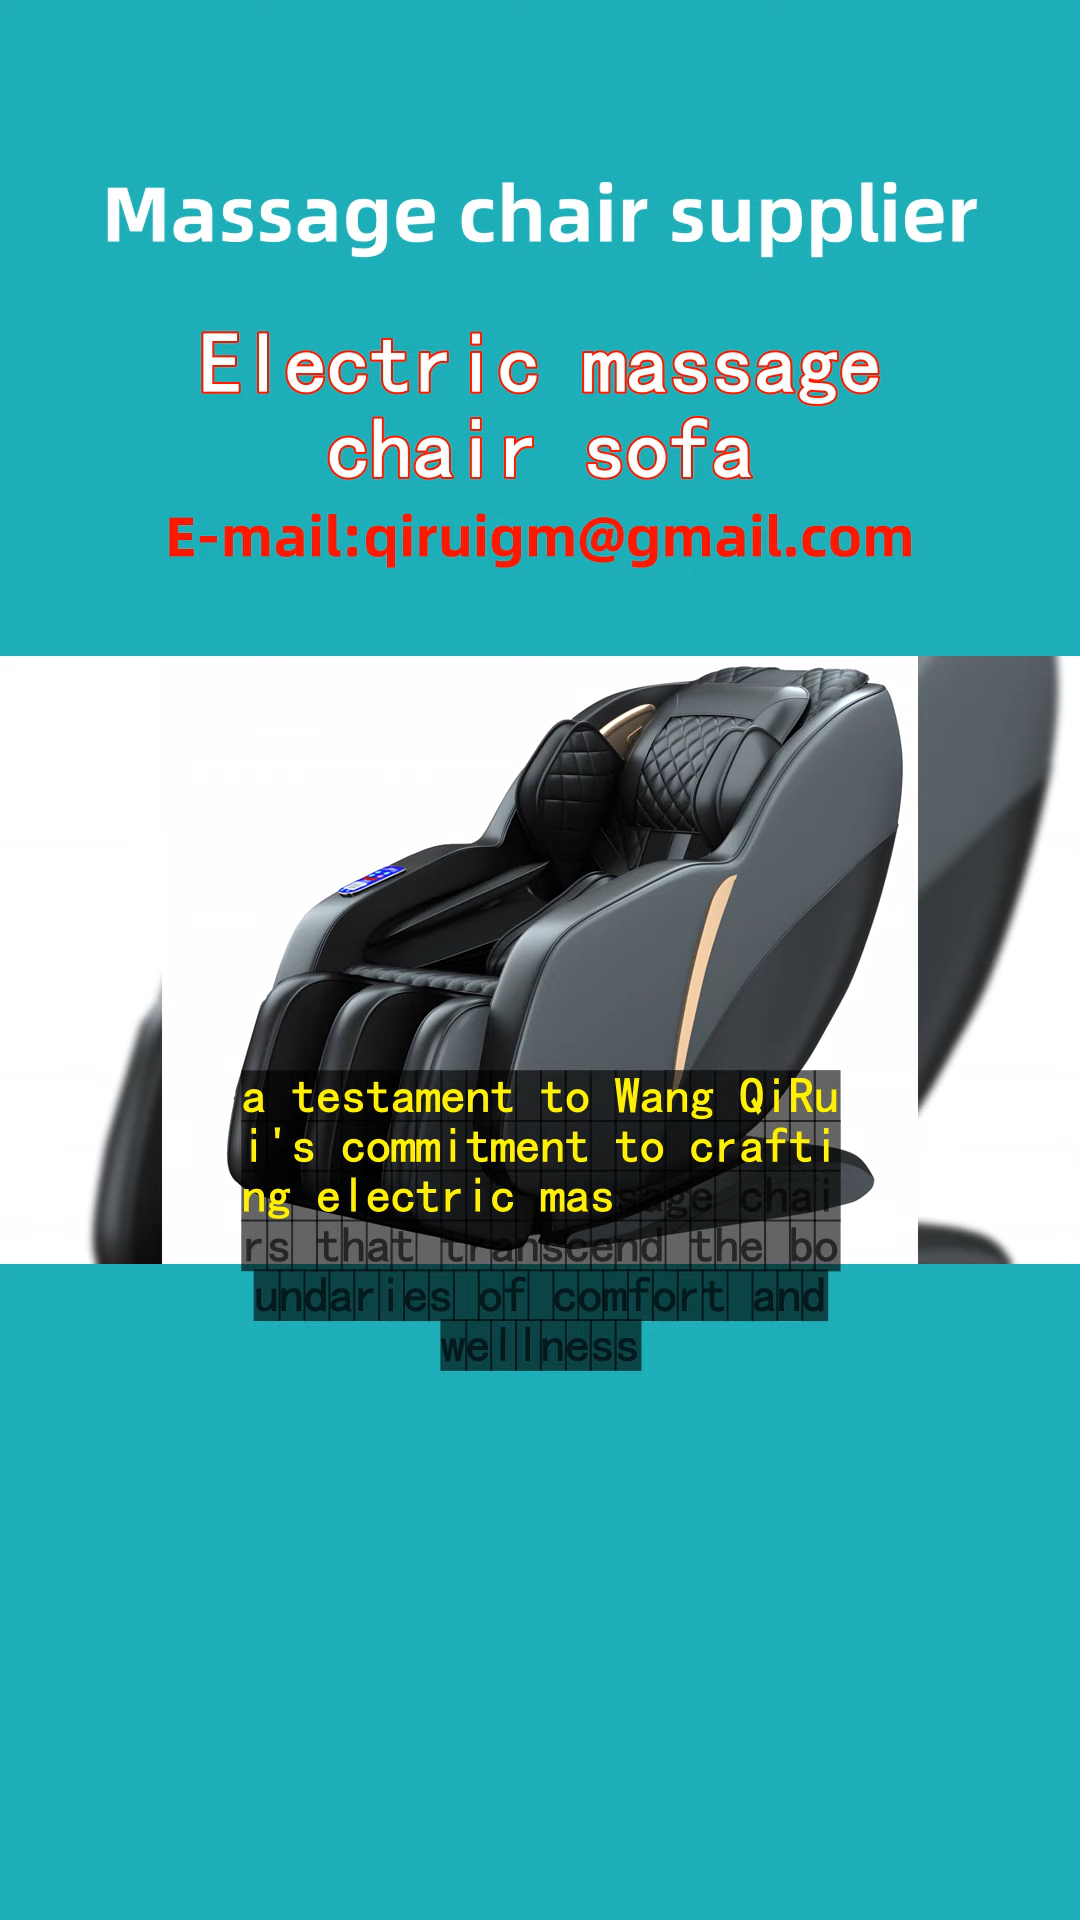 Massage chair supplier
Electric massage
chair sofa
E-mail:qiruigm@gmail.com
a testament to Wang QiRu
i's commitment to crafti
ng electric massage chai
rs that transcend the bo
undaries of comfort and
wellness